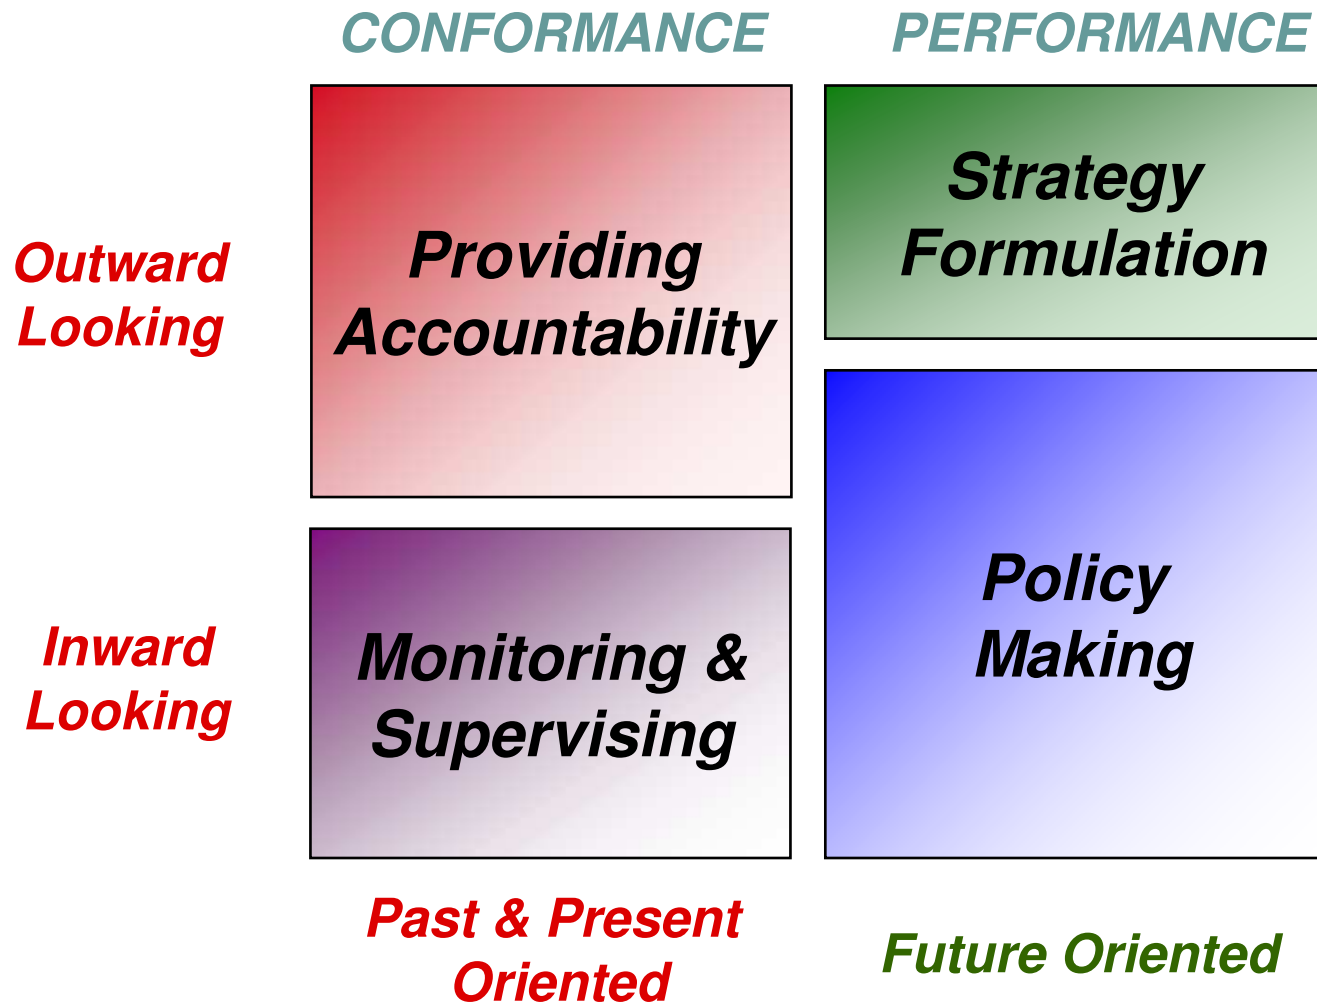 CONFORMANCE
PERFORMANCE
Outward
Looking
Providing
Accountability
Strategy
Formulation
Inward
Looking
Monitoring &
Supervising
Policy
Making
Past & Present
Oriented
Future Oriented